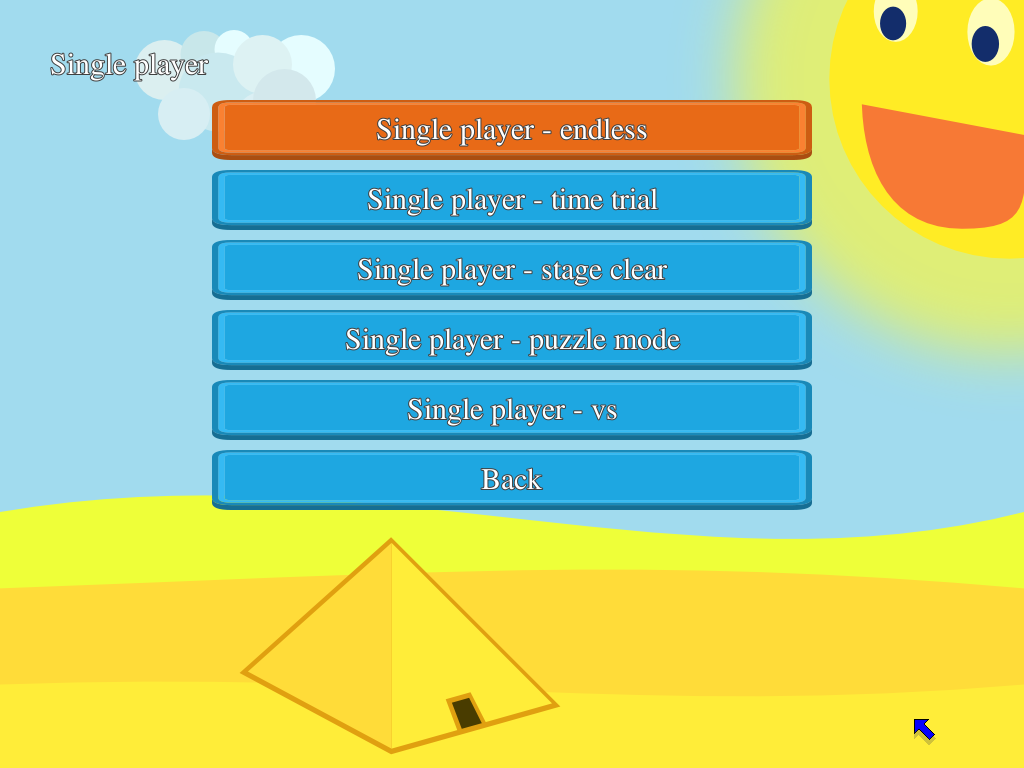 Single player
Single player - endless
Single player - time trial
Single player - stage clear
Single player - puzzle mode
Single player - vs
Back